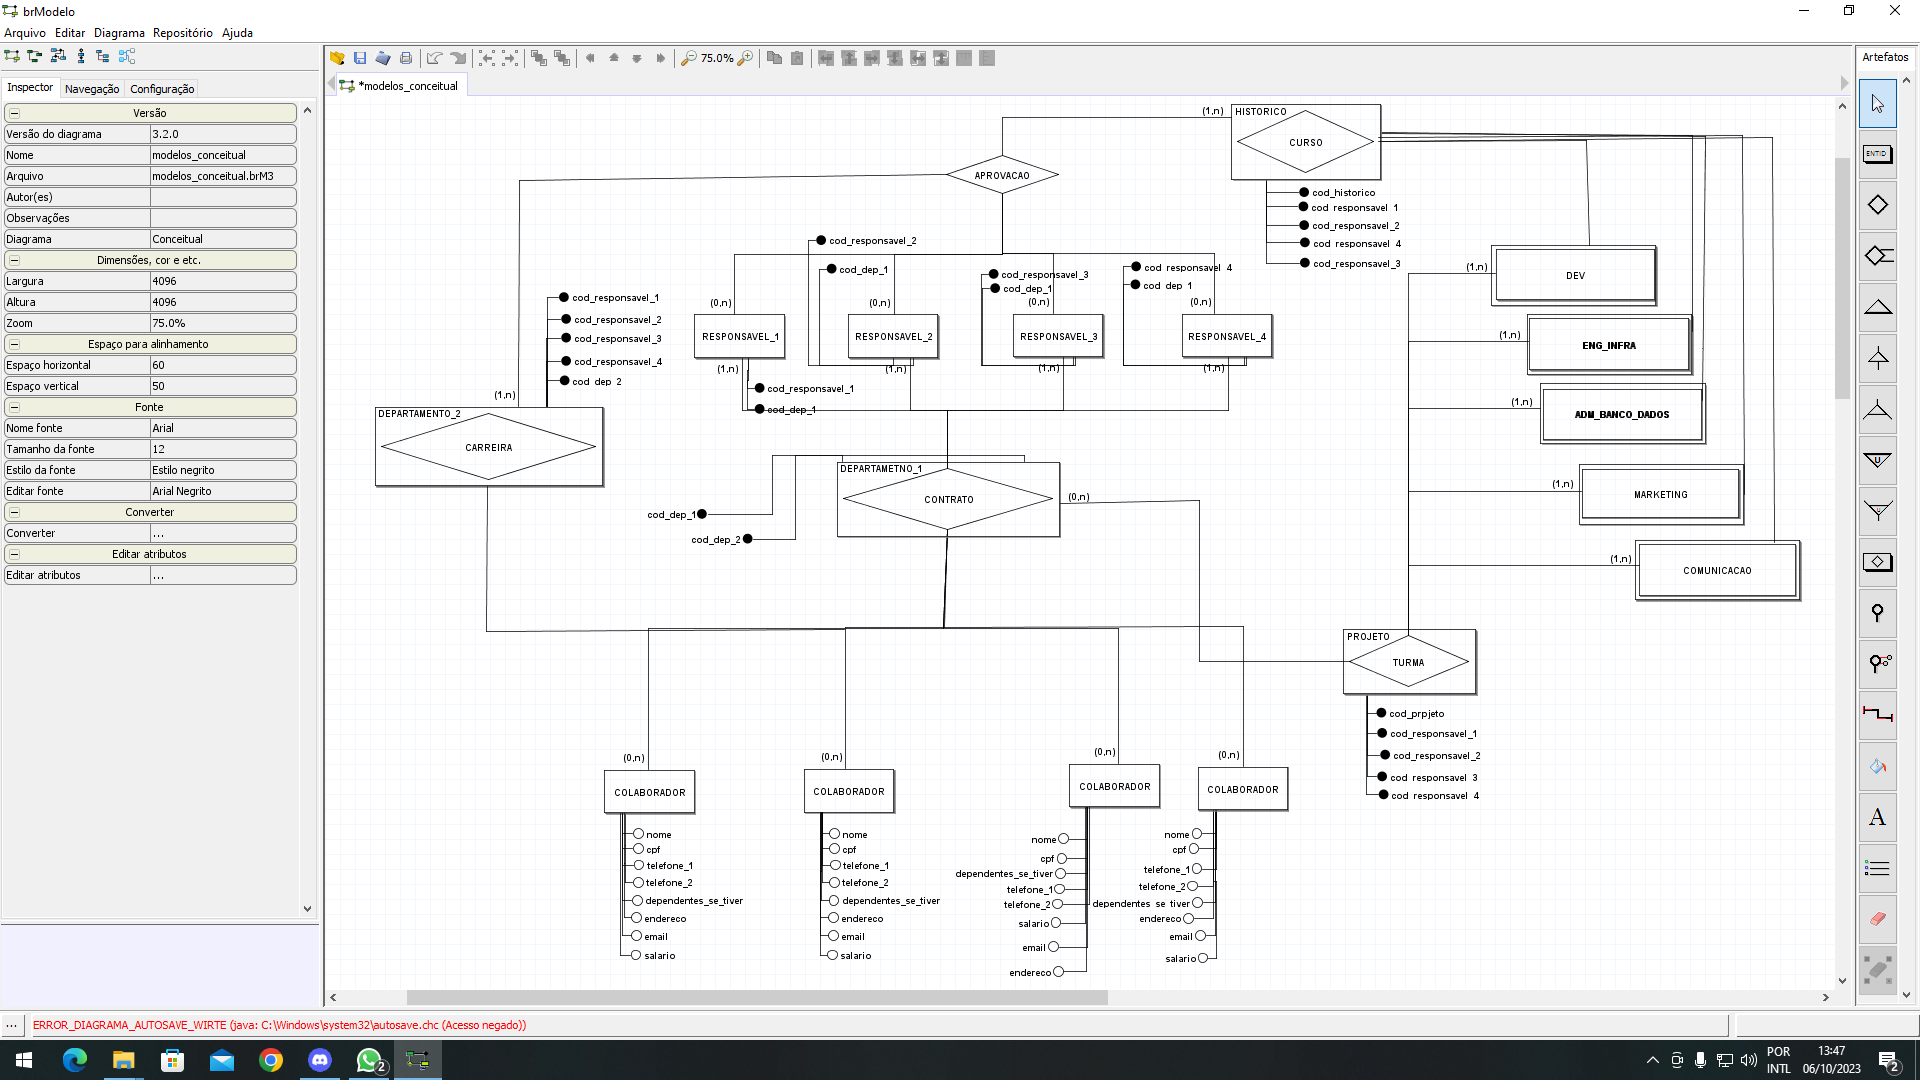 brModelo
Arquivo Editar Diagrama Repositório Ajuda
75.0%
Artefatos
Inspector Navegação Configuração
*modelos_conceitual
Versão
Versão do diagrama 3.2.0
Nome modelos_conceitual
Arquivo modelos_conceitual.brM3
Autor(es)
Observações
Diagrama Conceitual
Dimensões, cor e etc.
Largura 4096
Altura 4096
Zoom 75.0%
Espaço para alinhamento
Espaço horizontal 60
Espaço vertical 50
Fonte
Nome fonte Arial
Tamanho da fonte 12
Estilo da fonte Estilo negrito
Editar fonte Arial Negrito
Converter
Converter ...
Editar atributos
Editar atributos ...
(1,n)
HISTORICO
CURSO
APROVACAO
cod_historico
cod_responsavel_1
cod_responsavel_2
cod_responsavel_4
cod_responsavel_3
cod_responsavel_2
cod_dep_1
cod_responsavel_3
cod_dep_1
cod_responsavel_4
cod_dep_1
(0,n)
(0,n)
(0,n)
(0,n)
RESPONSAVEL_1
RESPONSAVEL_2
RESPONSAVEL_3
RESPONSAVEL_4
(1,n)
(1,n)
(1,n)
(1,n)
cod_responsavel_1
cod_dep_1
cod_responsavel_1
cod_responsavel_2
cod_responsavel_3
cod_responsavel_4
cod_dep_2
(1,n)
DEPARTAMENTO_2
CARREIRA
DEPARTAMETNO_1
CONTRATO
(0,n)
cod_dep_1
cod_dep_2
(1,n)
DEV
(1,n)
ENG_INFRA
(1,n)
ADM_BANCO_DADOS
(1,n)
MARKETING
(1,n)
COMUNICACAO
PROJETO
TURMA
cod_prpjeto
cod_responsavel_1
cod_responsavel_2
cod_responsavel_3
cod_responsavel_4
(0,n)
COLABORADOR
nome
cpf
telefone_1
telefone_2
dependentes_se_tiver
endereco
email
salario
(0,n)
COLABORADOR
nome
cpf
telefone_1
telefone_2
dependentes_se_tiver
endereco
email
salario
(0,n)
COLABORADOR
nome
cpf
dependentes_se_tiver
telefone_1
telefone_2
salario
email
endereco
(0,n)
COLABORADOR
nome
cpf
telefone_1
telefone_2
dependentes_se_tiver
endereco
email
salario
ENTID
U
U
A
... ERROR_DIAGRAMA_AUTOSAVE_WIRTE (java: C:\Windows\system32\autosave.chc (Acesso negado))
2
POR
INTL
13:47
06/10/2023
2